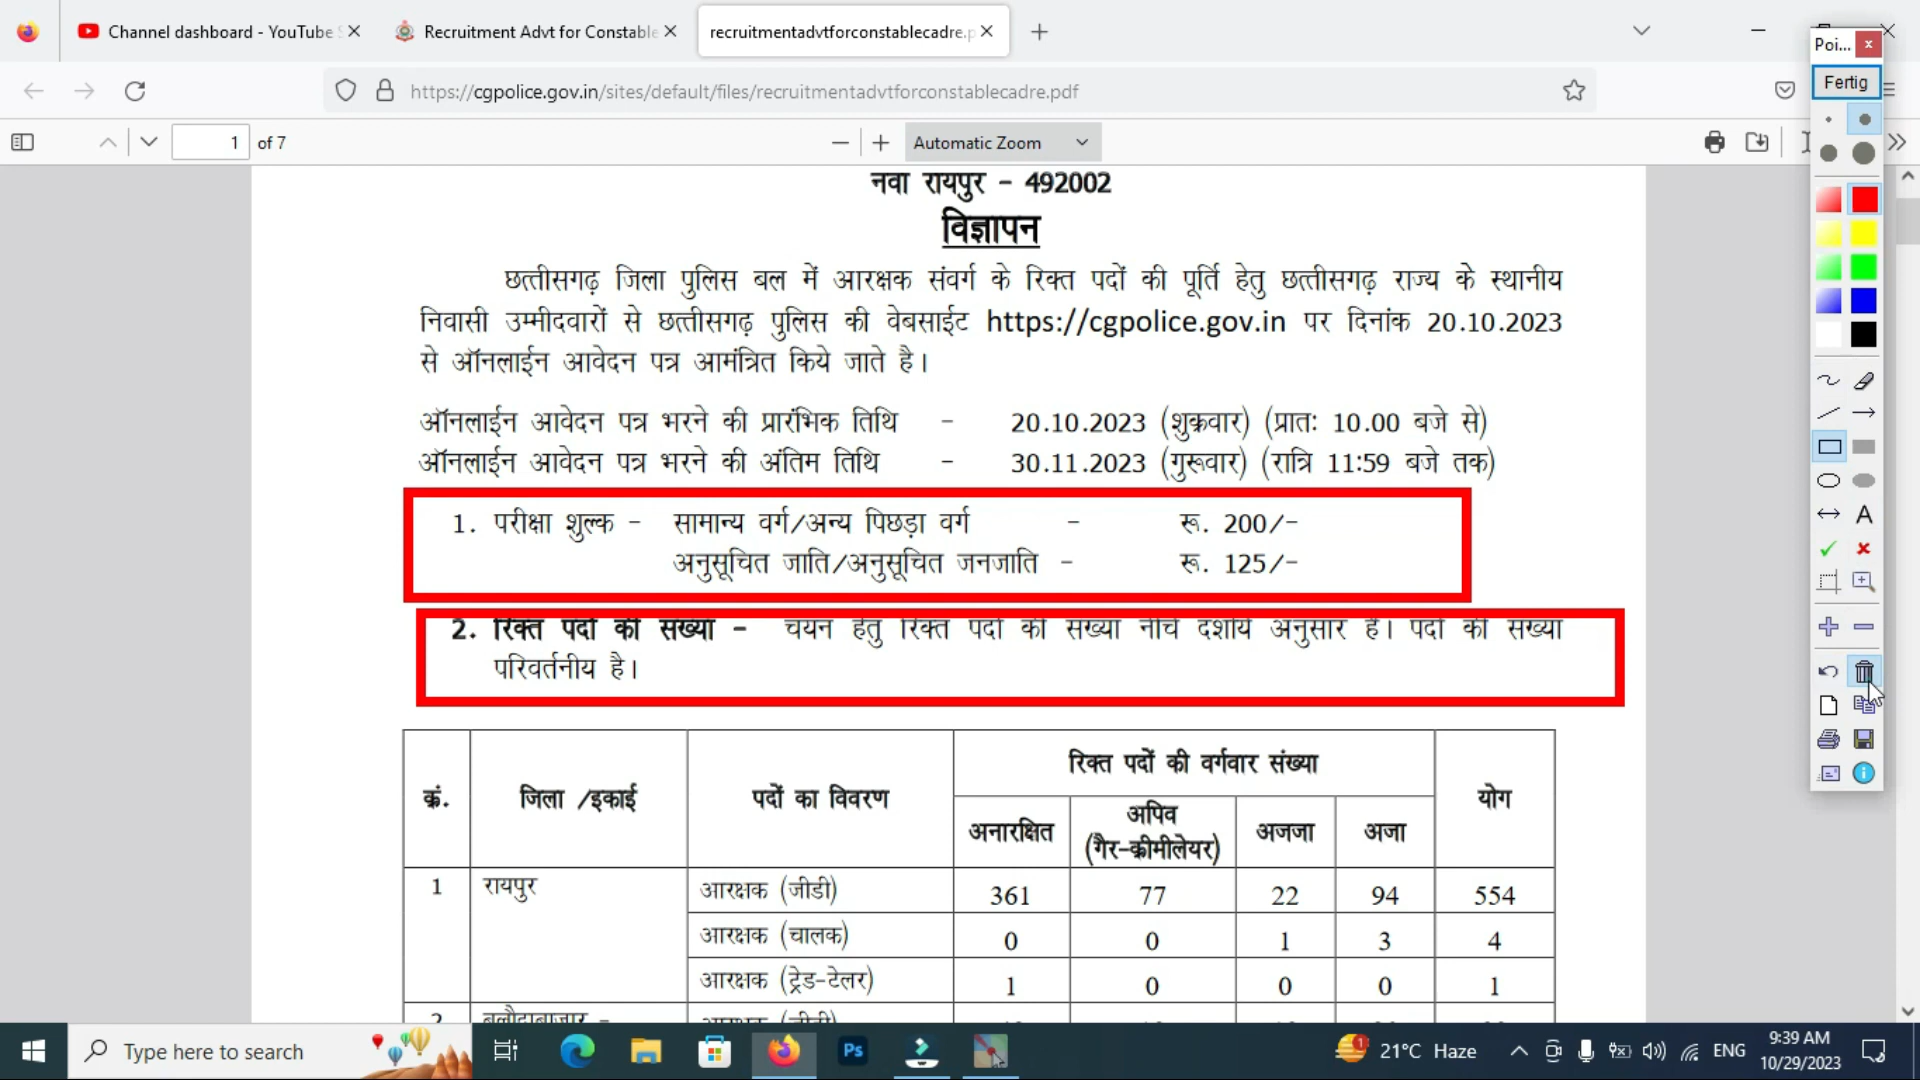 Channel dashboard - YouTube
Recruitment Advt for Constable
recruitmentadvtforconstablecadre.p
Poi...
Fertig
https://cgpolice.gov.in/sites/default/files/recruitmentadvtforconstablecadre.pdf
1 of 7
Automatic Zoom
नवा रायपुर - 492002
विज्ञापन
छत्तीसगढ़ जिला पुलिस बल में आरक्षक संवर्ग के रिक्त पदों की पूर्ति हेतु छत्तीसगढ़ राज्य के स्थानीय
निवासी उम्मीदवारों से छत्तीसगढ़ पुलिस की वेबसाईट https://cgpolice.gov.in पर दिनांक 20.10.2023
से ऑनलाईन आवेदन पत्र आमंत्रित किये जाते है।
ऑनलाईन आवेदन पत्र भरने की प्रारंभिक तिथि - 20.10.2023 (शुक्रवार) (प्रातः 10.00 बजे से)
ऑनलाईन आवेदन पत्र भरने की अंतिम तिथि - 30.11.2023 (गुरूवार) (रात्रि 11:59 बजे तक)
1. परीक्षा शुल्क - सामान्य वर्ग/अन्य पिछड़ा वर्ग - रू. 200/-
अनुसूचित जाति/अनुसूचित जनजाति - रू. 125/-
2. रिक्त पदों की संख्या - चयन हेतु रिक्त पदों की संख्या नीचे दर्शाये अनुसार है। पदों की संख्या
परिवर्तनीय है।
क्रं. जिला /इकाई पदों का विवरण रिक्त पदों की वर्गवार संख्या योग
अनारक्षित अपिव (गैर-क्रीमीलेयर) अजजा अजा
1 रायपुर आरक्षक (जीडी) 361 77 22 94 554
आरक्षक (चालक) 0 0 1 3 4
आरक्षक (ट्रेड-टेलर) 1 0 0 0 1
2 बलौदाबाजार - आरक्षक (जीडी)
Type here to search
Ps
1
21°C Haze
ENG
9:39 AM
10/29/2023